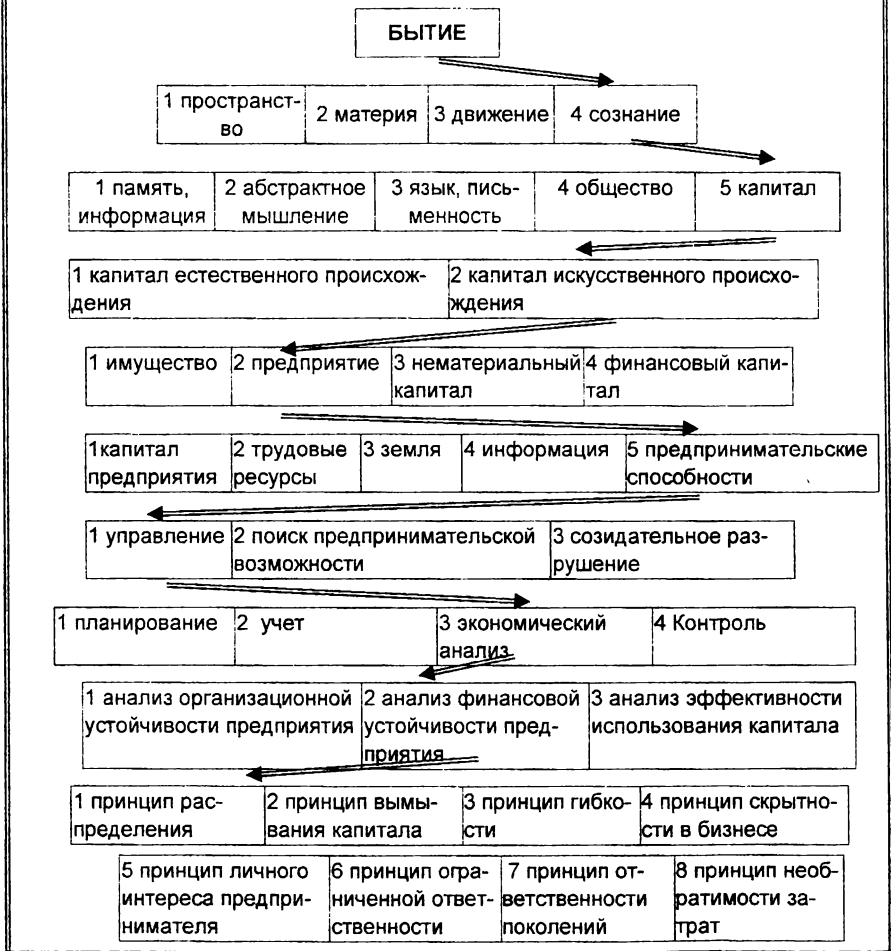 БЫТИЕ
1 пространст-
во
2 материя
3 движение
4 сознание
1 память,
информация
2 абстрактное
мышление
3 язык, пись-
менность
4 общество
5 капитал
1 капитал естественного происхож-
дения
2 капитал искусственного происхо-
ждения
1 имущество
2 предприятие
3 нематериальный
капитал
4 финансовый капи-
тал
1капитал
предприятия
2 трудовые
ресурсы
3 земля
4 информация
5 предпринимательские
способности
1 управление
2 поиск предпринимательской
возможности
3 созидательное раз-
рушение
1 планирование
2 учет
3 экономический
анализ
4 Контроль
1 анализ организационной
устойчивости предприятия
2 анализ финансовой
устойчивости пред-
приятия
3 анализ эффективности
использования капитала
1 принцип рас-
пределения
2 принцип вымы-
вания капитала
3 принцип гибко-
сти
4 принцип скрытно-
сти в бизнесе
5 принцип личного
интереса предпри-
нимателя
6 принцип огра-
ниченной ответ-
ственности
7 принцип от-
ветственности
поколений
8 принцип необ-
ратимости за-
трат